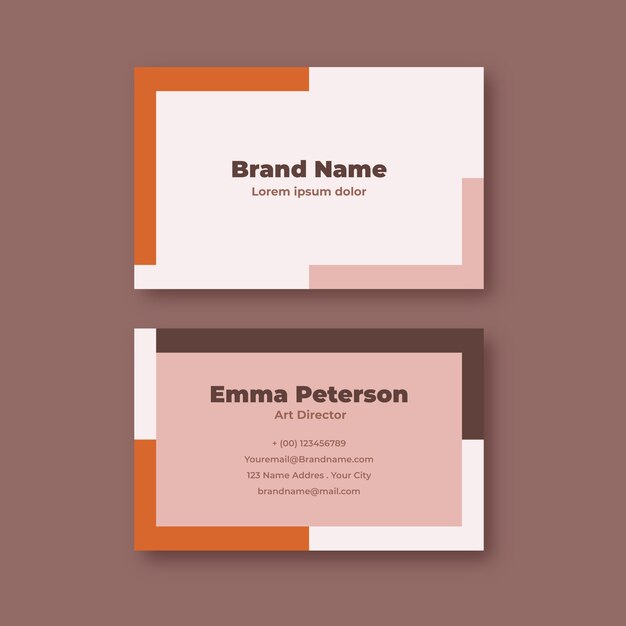 Brand Name
Lorem ipsum dolor
Emma Peterson
Art Director
+ (00) 123456789
Youremail@Brandname.com
123 Name Addres . Your City
brandname@mail.com